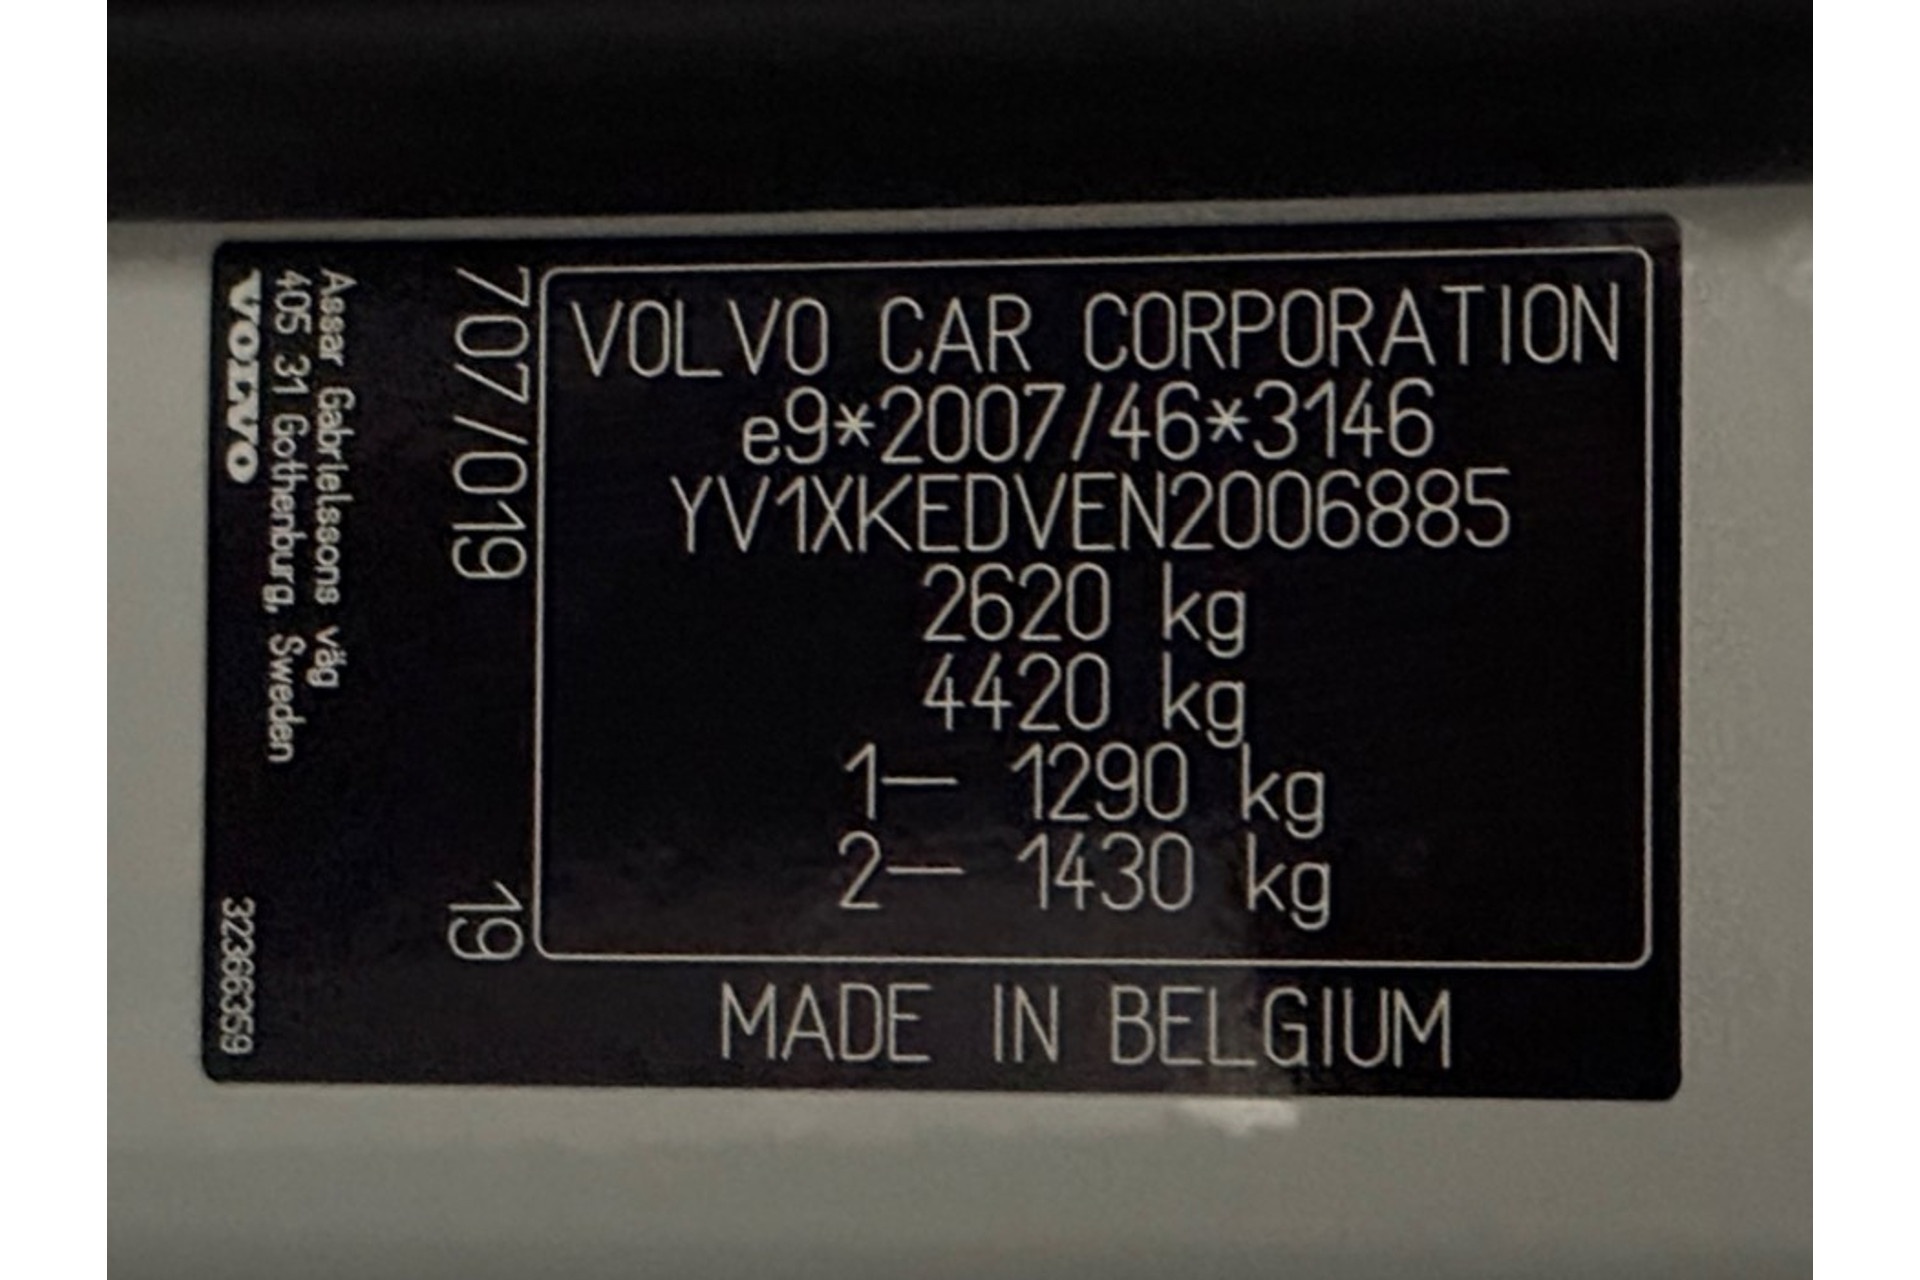 VOLVO CAR CORPORATION
e9*2007/46*3146
YV1XKEDVEN2006885
2620 kg
4420 kg
1— 1290 kg
2— 1430 kg
MADE IN BELGIUM
707/019 19
Assar Gabrielssons väg
405 31 Gothenburg, Sweden
VOLVO
32366359